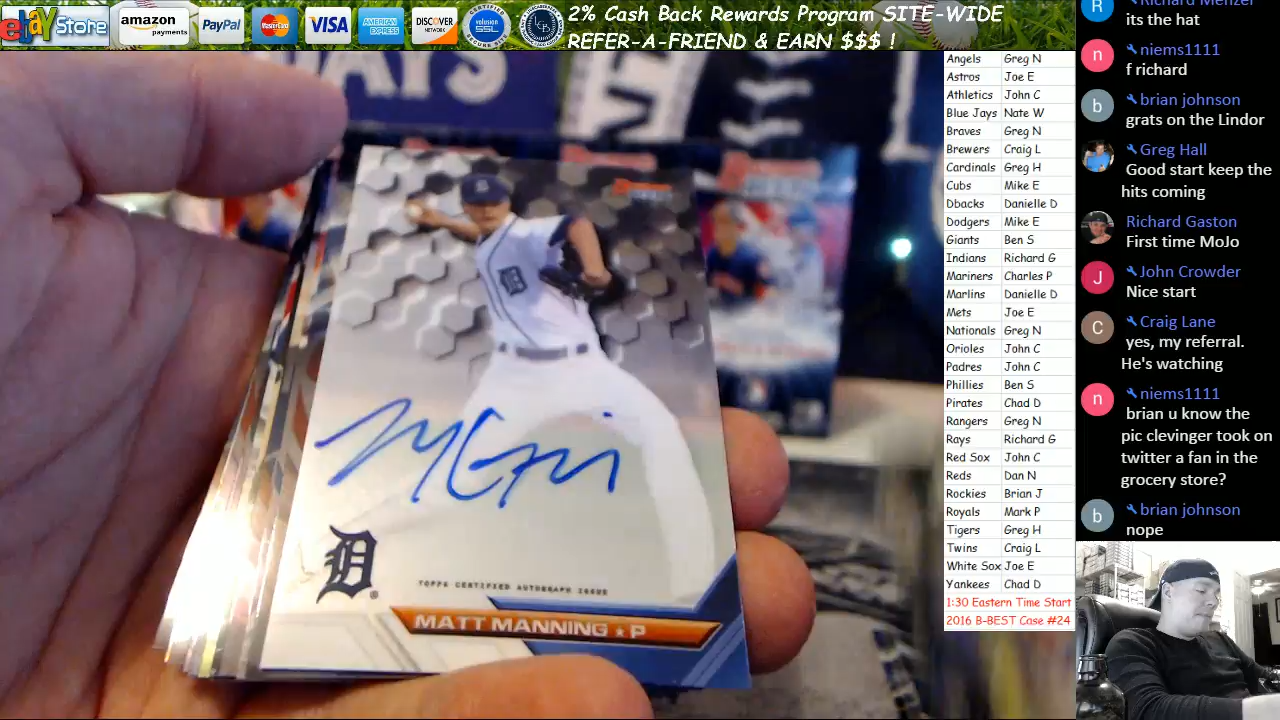 ebay Store
amazon payments
PayPal
MasterCard
VISA
AMERICAN EXPRESS
DISCOVER NETWORK
volusion SSL
2% Cash Back Rewards Program SITE-WIDE
REFER-A-FRIEND & EARN $$$ !
Angels Greg N
Astros Joe E
Athletics John C
Blue Jays Nate W
Braves Greg N
Brewers Craig L
Cardinals Greg H
Cubs Mike E
Dbacks Danielle D
Dodgers Mike E
Giants Ben S
Indians Richard G
Mariners Charles P
Marlins Danielle D
Mets Joe E
Nationals Greg N
Orioles John C
Padres John C
Phillies Ben S
Pirates Chad D
Rangers Greg N
Rays Richard G
Red Sox John C
Reds Dan N
Rockies Brian J
Royals Mark P
Tigers Greg H
Twins Craig L
White Sox Joe E
Yankees Chad D
1:30 Eastern Time Start
2016 B-BEST Case #24
R
its the nat
n niems1111
f richard
b brian johnson
grats on the Lindor
Greg Hall
Good start keep the
hits coming
Richard Gaston
First time MoJo
J John Crowder
Nice start
C Craig Lane
yes, my referral.
He's watching
n niems1111
brian u know the
pic clevinger took on
twitter a fan in the
grocery store?
b brian johnson
nope
D
D
TOPPS CERTIFIED AUTOGRAPH ISSUE
MATT MANNING ★ P